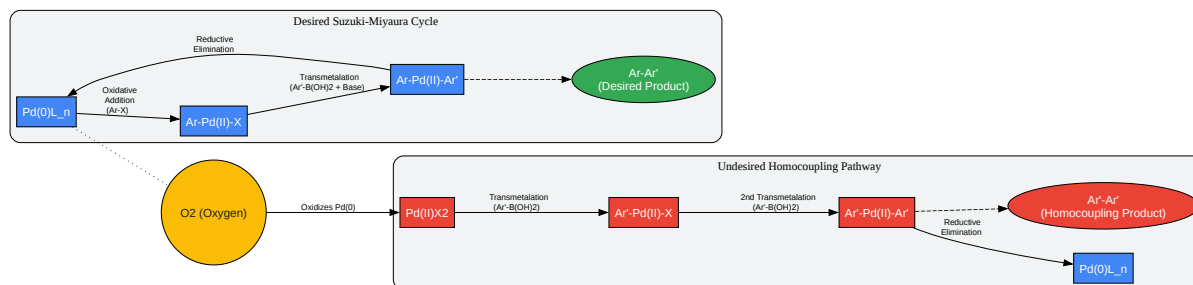 Desired Suzuki-Miyaura Cycle
Reductive
Elimination
Oxidative
Addition
(Ar-X)
Transmetalation
(Ar'-B(OH)2 + Base)
Pd(0)L_n
Ar-Pd(II)-X
Ar-Pd(II)-Ar'
Ar-Ar'
(Desired Product)
O2 (Oxygen)
Oxidizes Pd(0)
Undesired Homocoupling Pathway
Pd(II)X2
Transmetalation
(Ar'-B(OH)2)
Ar'-Pd(II)-X
2nd Transmetalation
(Ar'-B(OH)2)
Ar'-Pd(II)-Ar'
Ar'-Ar'
(Homocoupling Product)
Reductive
Elimination
Pd(0)L_n